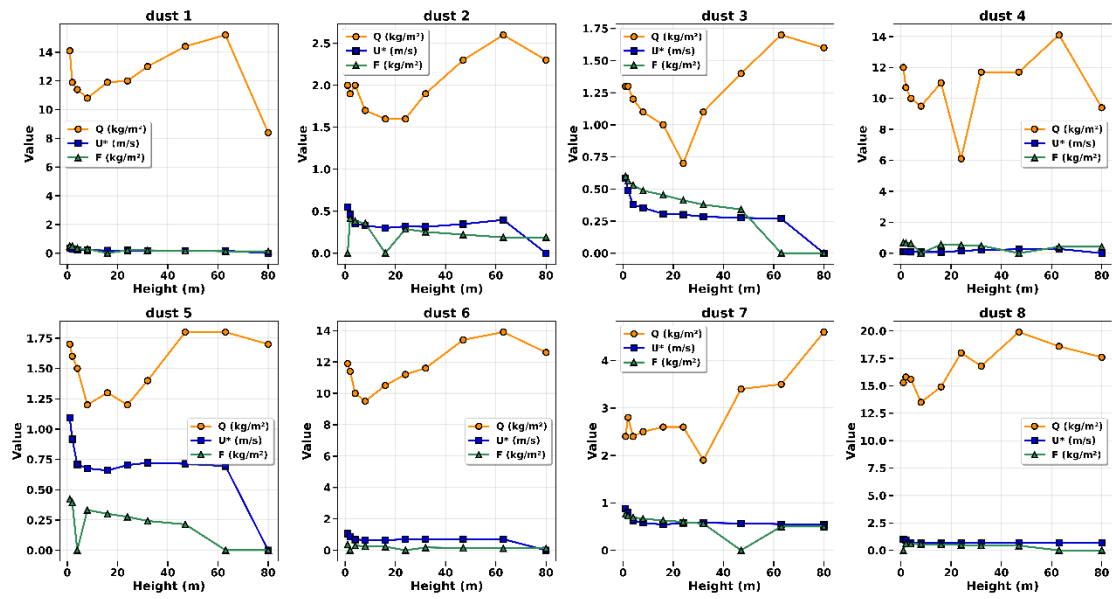 dust 1
Value
14
12
10
8
6
4
2
0
Q (kg/m²)
U* (m/s)
F (kg/m²)
0 20 40 60 80
Height (m)
dust 2
Value
2.5
2.0
1.5
1.0
0.5
0.0
Q (kg/m²)
U* (m/s)
F (kg/m²)
0 20 40 60 80
Height (m)
dust 3
Value
1.75
1.50
1.25
1.00
0.75
0.50
0.25
0.00
Q (kg/m²)
U* (m/s)
F (kg/m²)
0 20 40 60 80
Height (m)
dust 4
Value
14
12
10
8
6
4
2
0
Q (kg/m²)
U* (m/s)
F (kg/m²)
0 20 40 60 80
Height (m)
dust 5
Value
1.75
1.50
1.25
1.00
0.75
0.50
0.25
0.00
Q (kg/m²)
U* (m/s)
F (kg/m²)
0 20 40 60 80
Height (m)
dust 6
Value
14
12
10
8
6
4
2
0
Q (kg/m²)
U* (m/s)
F (kg/m²)
0 20 40 60 80
Height (m)
dust 7
Value
4
3
2
1
0
Q (kg/m²)
U* (m/s)
F (kg/m²)
0 20 40 60 80
Height (m)
dust 8
Value
20.0
17.5
15.0
12.5
10.0
7.5
5.0
2.5
0.0
Q (kg/m²)
U* (m/s)
F (kg/m²)
0 20 40 60 80
Height (m)